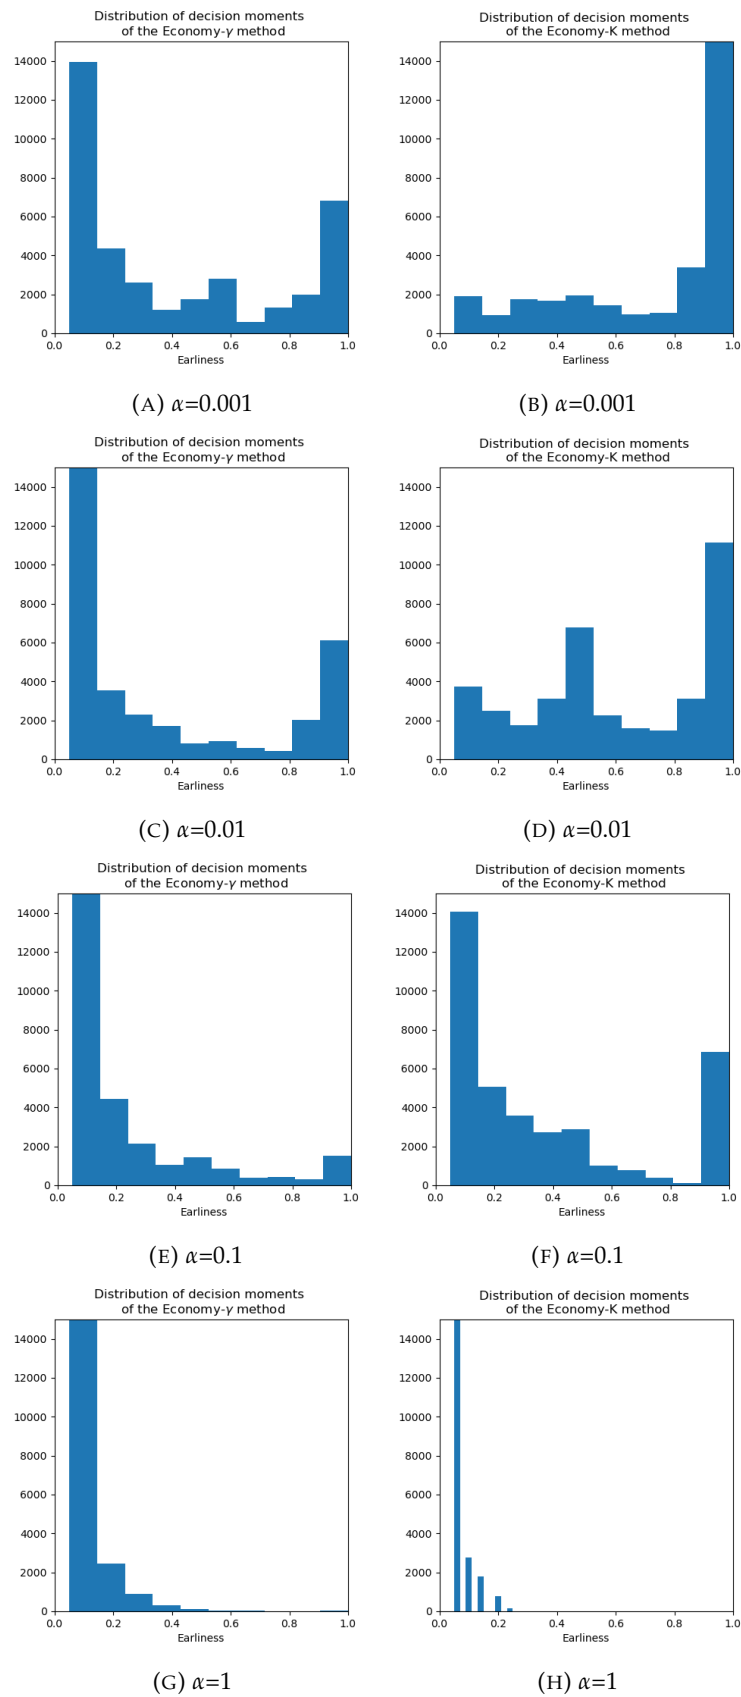 Distribution of decision moments
of the Economy-γ method
14000
12000
10000
8000
6000
4000
2000
0
0.0 0.2 0.4 0.6 0.8 1.0
Earliness
(A) α=0.001
Distribution of decision moments
of the Economy-K method
14000
12000
10000
8000
6000
4000
2000
0
0.0 0.2 0.4 0.6 0.8 1.0
Earliness
(B) α=0.001
Distribution of decision moments
of the Economy-γ method
14000
12000
10000
8000
6000
4000
2000
0
0.0 0.2 0.4 0.6 0.8 1.0
Earliness
(C) α=0.01
Distribution of decision moments
of the Economy-K method
14000
12000
10000
8000
6000
4000
2000
0
0.0 0.2 0.4 0.6 0.8 1.0
Earliness
(D) α=0.01
Distribution of decision moments
of the Economy-γ method
14000
12000
10000
8000
6000
4000
2000
0
0.0 0.2 0.4 0.6 0.8 1.0
Earliness
(E) α=0.1
Distribution of decision moments
of the Economy-K method
14000
12000
10000
8000
6000
4000
2000
0
0.0 0.2 0.4 0.6 0.8 1.0
Earliness
(F) α=0.1
Distribution of decision moments
of the Economy-γ method
14000
12000
10000
8000
6000
4000
2000
0
0.0 0.2 0.4 0.6 0.8 1.0
Earliness
(G) α=1
Distribution of decision moments
of the Economy-K method
14000
12000
10000
8000
6000
4000
2000
0
0.0 0.2 0.4 0.6 0.8 1.0
Earliness
(H) α=1